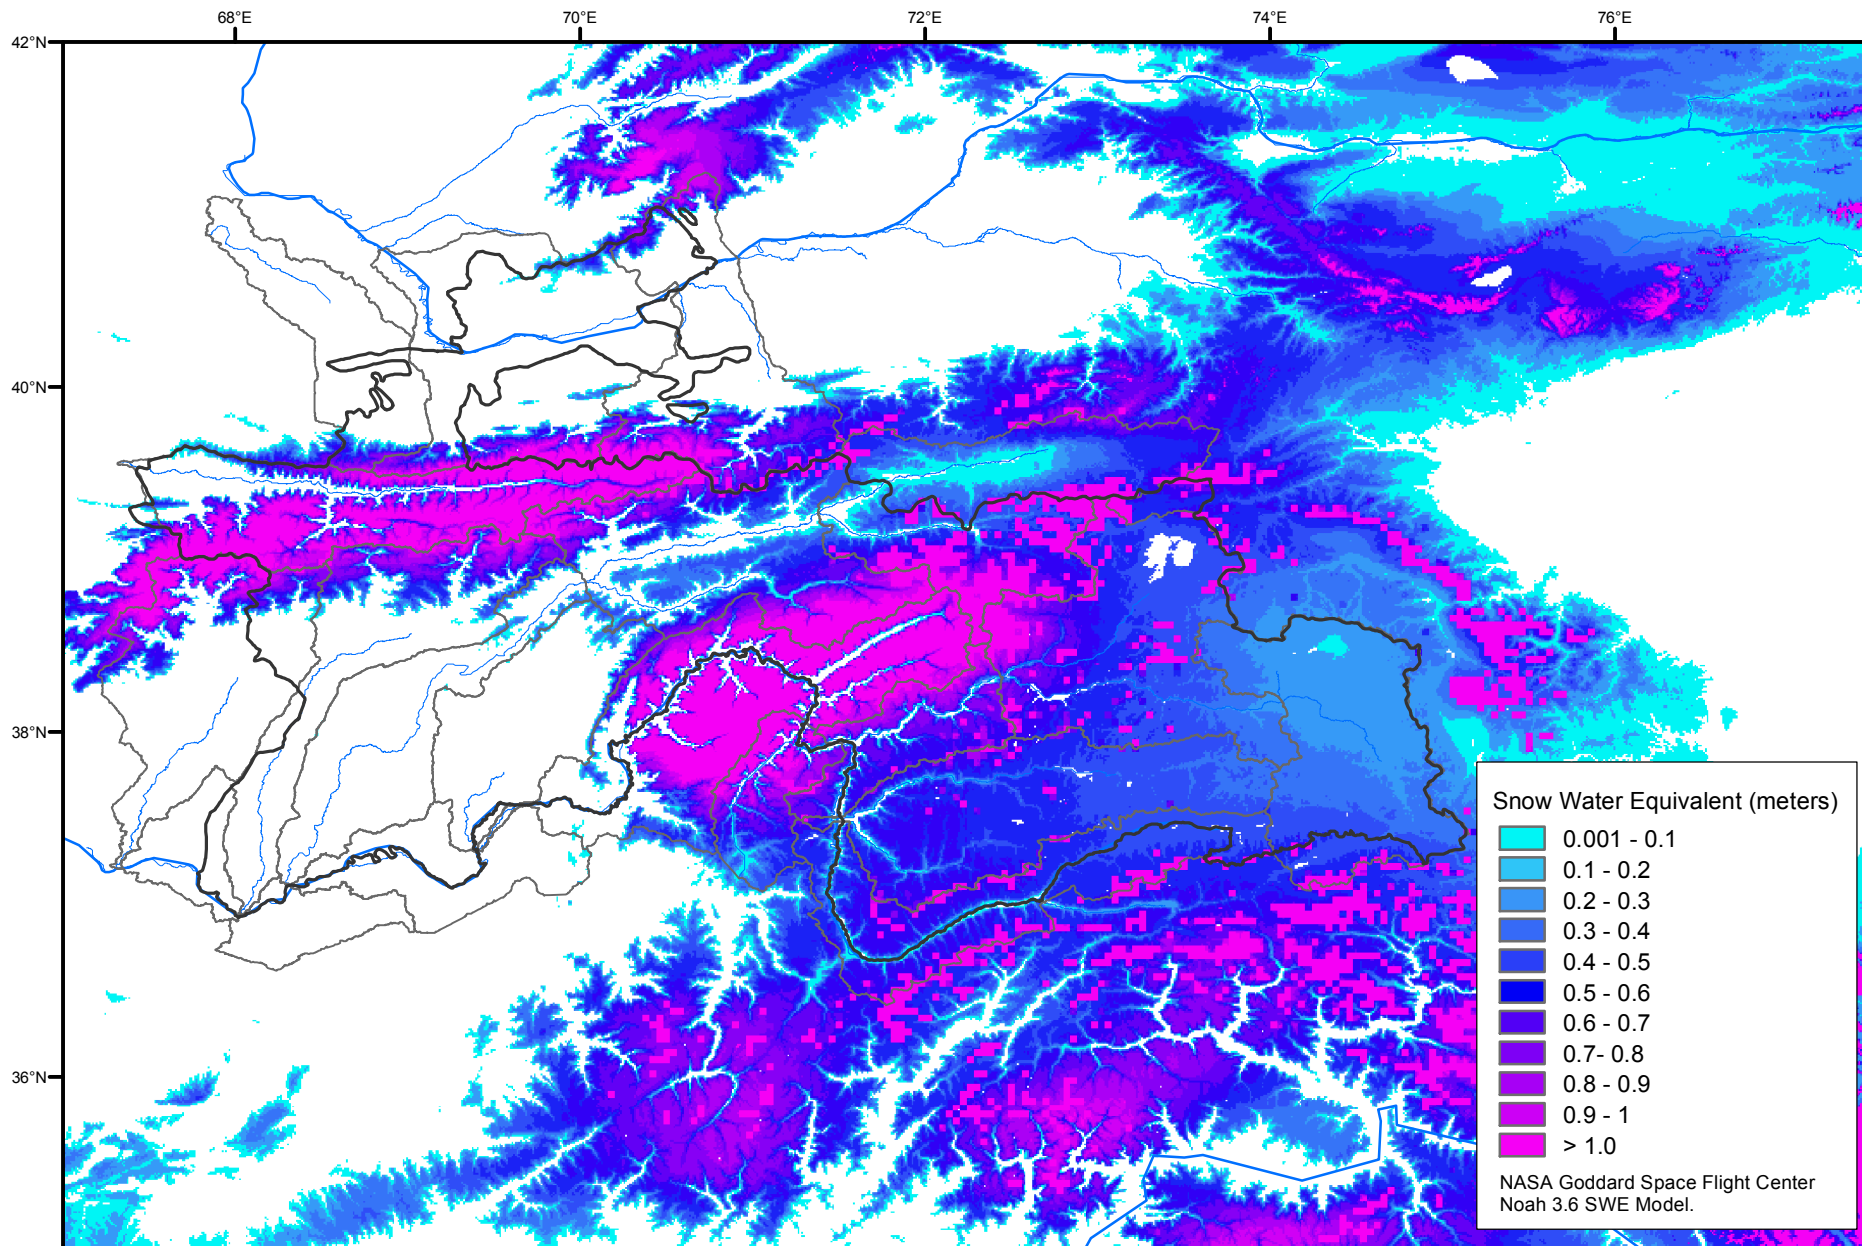 68°E 70°E 72°E 74°E 76°E
42°N
40°N
38°N
36°N
Snow Water Equivalent (meters)
0.001 - 0.1
0.1 - 0.2
0.2 - 0.3
0.3 - 0.4
0.4 - 0.5
0.5 - 0.6
0.6 - 0.7
0.7- 0.8
0.8 - 0.9
0.9 - 1
> 1.0
NASA Goddard Space Flight Center
Noah 3.6 SWE Model.